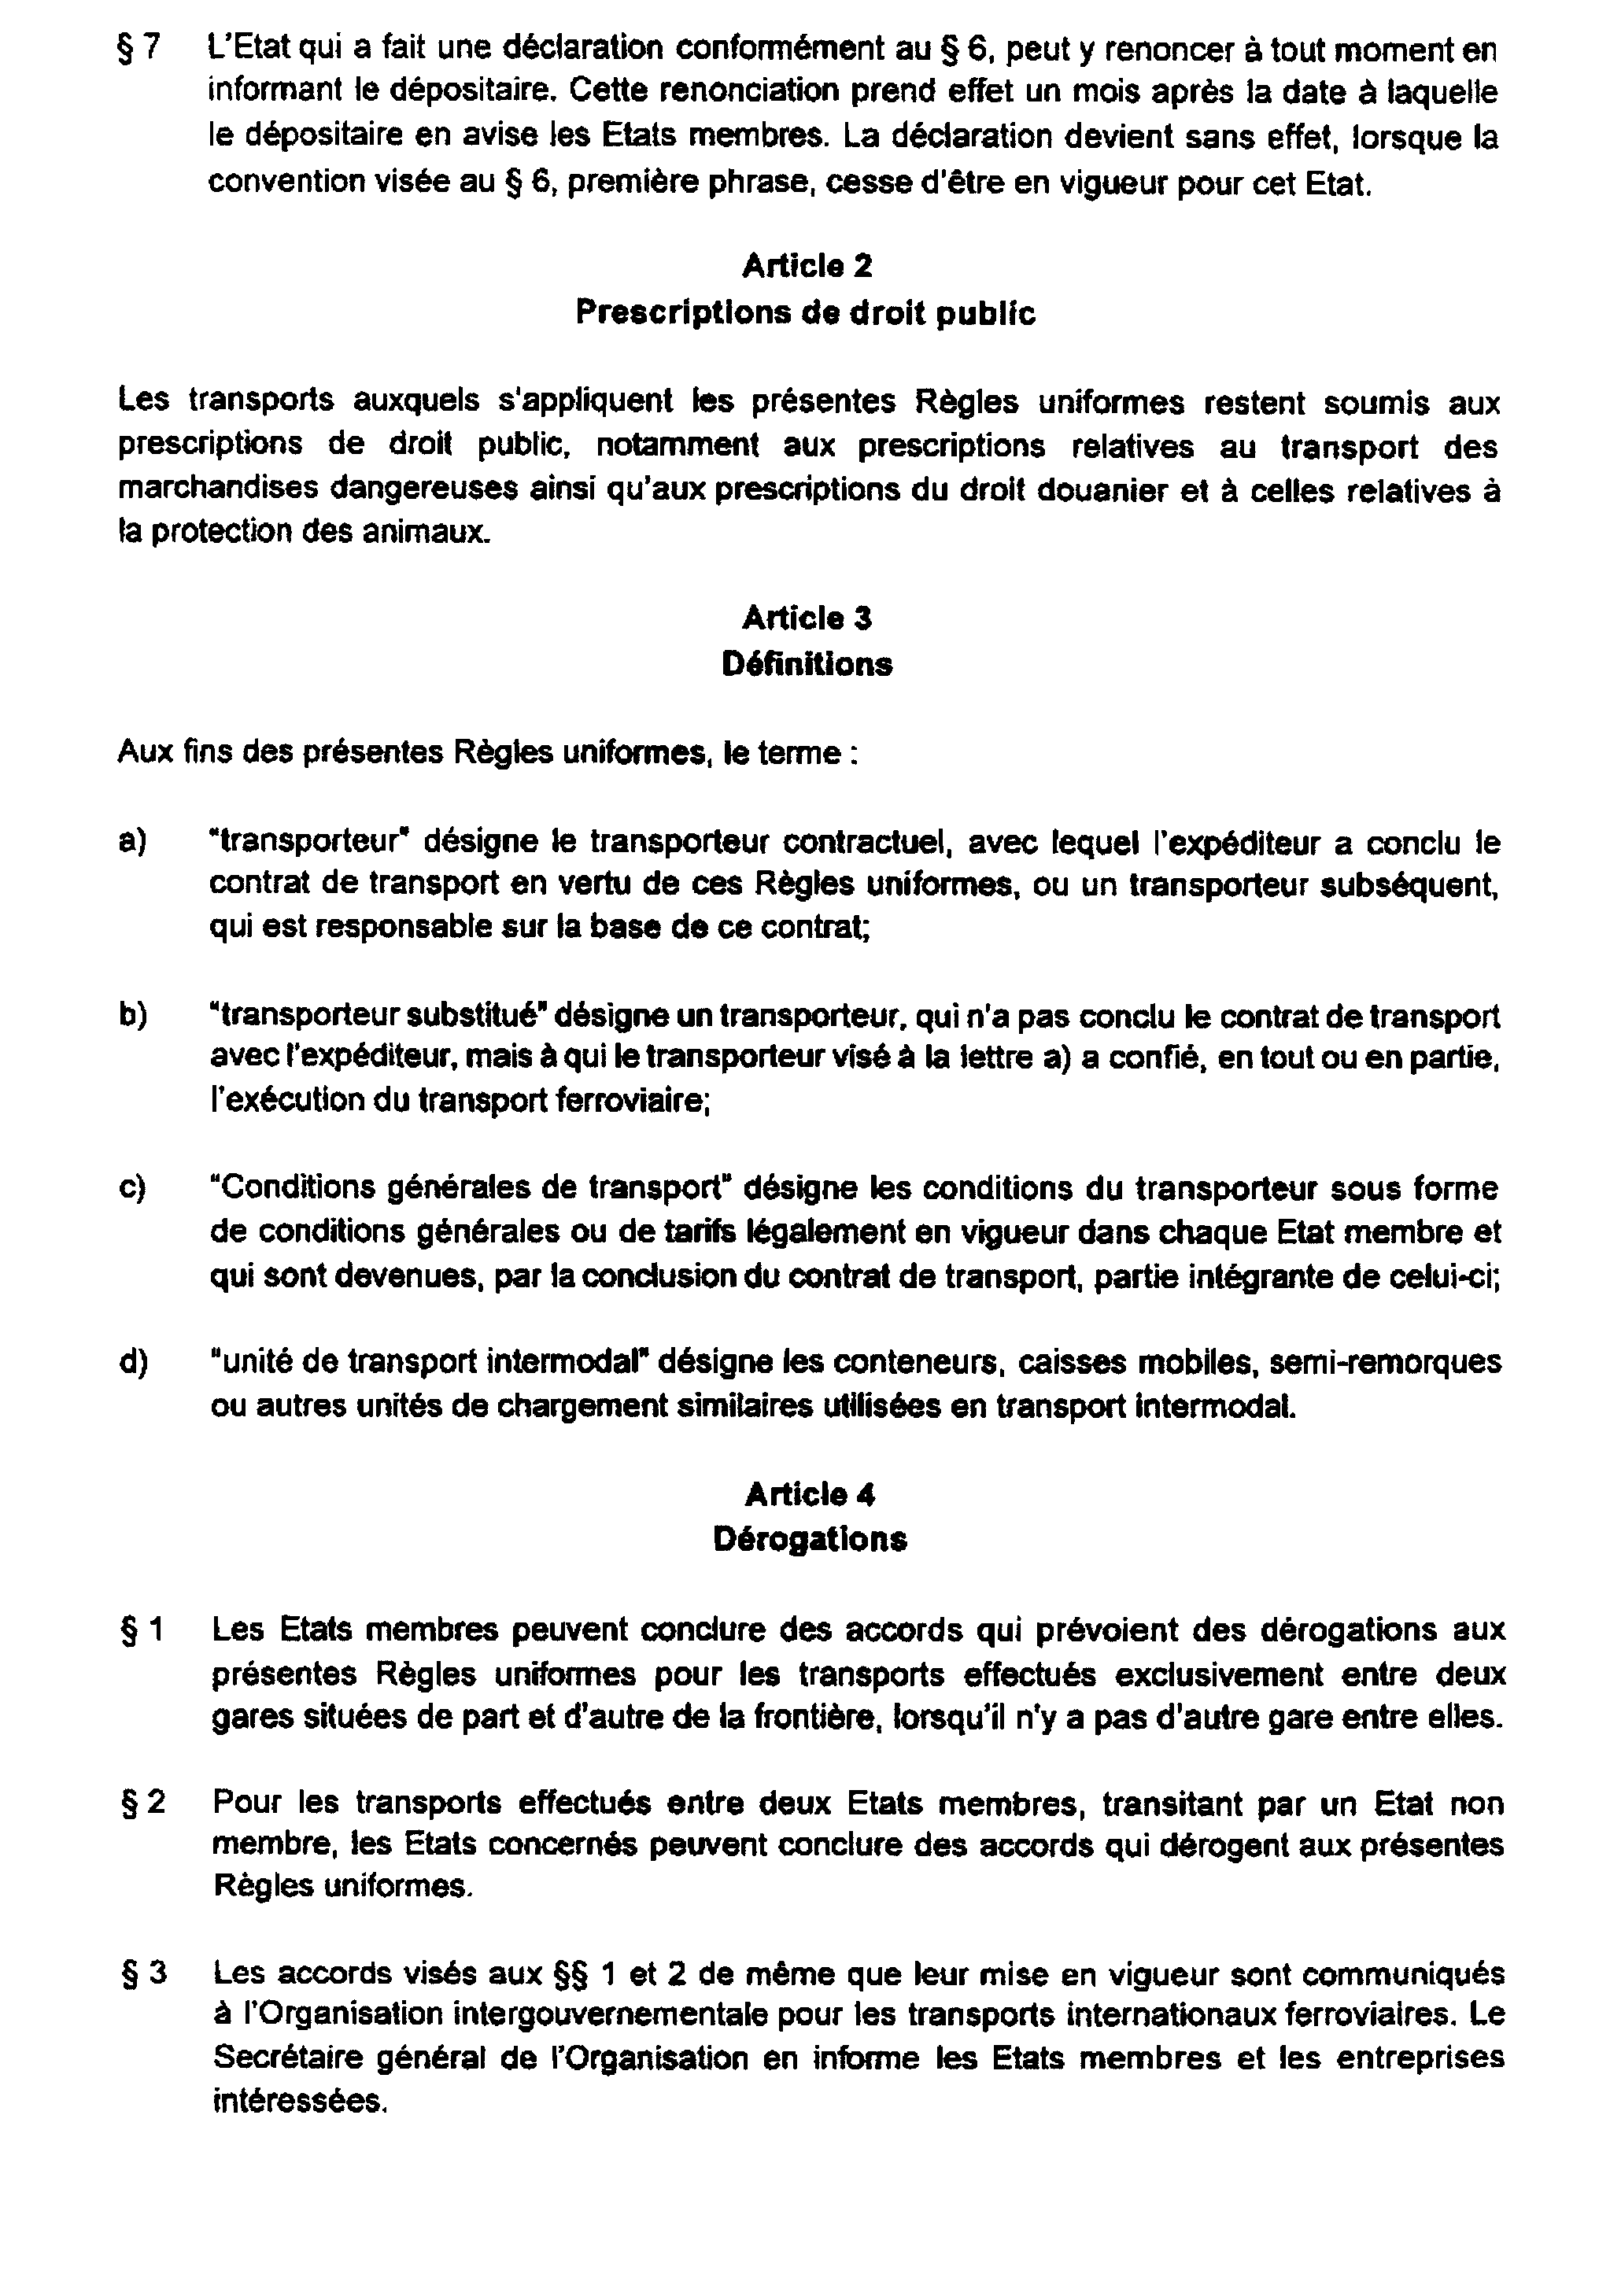 § 7 L'Etat qui a fait une déclaration conformément au § 6, peut y renoncer à tout moment en
informant le dépositaire. Cette renonciation prend effet un mois après la date à laquelle
le dépositaire en avise les Etats membres. La déclaration devient sans effet, lorsque la
convention visée au § 6, première phrase, cesse d'être en vigueur pour cet Etat.
Article 2
Prescriptions de droit public
Les transports auxquels s'appliquent les présentes Règles uniformes restent soumis aux
prescriptions de droit public, notamment aux prescriptions relatives au transport des
marchandises dangereuses ainsi qu'aux prescriptions du droit douanier et à celles relatives à
la protection des animaux.
Article 3
Définitions
Aux fins des présentes Règles uniformes, le terme :
a) "transporteur" désigne le transporteur contractuel, avec lequel l'expéditeur a conclu le
contrat de transport en vertu de ces Règles uniformes, ou un transporteur subséquent,
qui est responsable sur la base de ce contrat;
b) "transporteur substitué" désigne un transporteur, qui n'a pas conclu le contrat de transport
avec l'expéditeur, mais à qui le transporteur visé à la lettre a) a confié, en tout ou en partie,
l'exécution du transport ferroviaire;
c) "Conditions générales de transport" désigne les conditions du transporteur sous forme
de conditions générales ou de tarifs légalement en vigueur dans chaque Etat membre et
qui sont devenues, par la conclusion du contrat de transport, partie intégrante de celui-ci;
d) "unité de transport intermodal" désigne les conteneurs, caisses mobiles, semi-remorques
ou autres unités de chargement similaires utilisées en transport intermodal.
Article 4
Dérogations
§ 1 Les Etats membres peuvent conclure des accords qui prévoient des dérogations aux
présentes Règles uniformes pour les transports effectués exclusivement entre deux
gares situées de part et d'autre de la frontière, lorsqu'il n'y a pas d'autre gare entre elles.
§ 2 Pour les transports effectués entre deux Etats membres, transitant par un Etat non
membre, les Etats concernés peuvent conclure des accords qui dérogent aux présentes
Règles uniformes.
§ 3 Les accords visés aux §§ 1 et 2 de même que leur mise en vigueur sont communiqués
à l'Organisation intergouvernementale pour les transports internationaux ferroviaires. Le
Secrétaire général de l'Organisation en informe les Etats membres et les entreprises
intéressées.